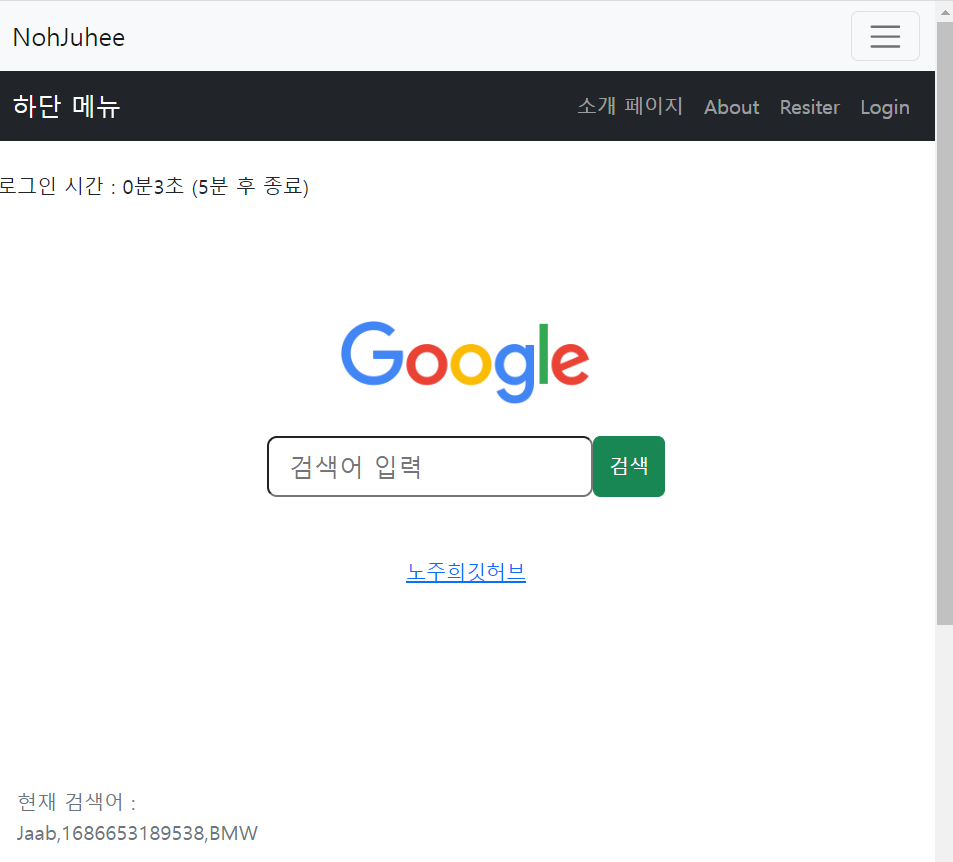 NohJuhee
하단 메뉴
소개 페이지 About Resiter Login
로그인 시간 : 0분3초 (5분 후 종료)
Google
검색어 입력 검색
노주희깃허브
현재 검색어 :
Jaab,1686653189538,BMW